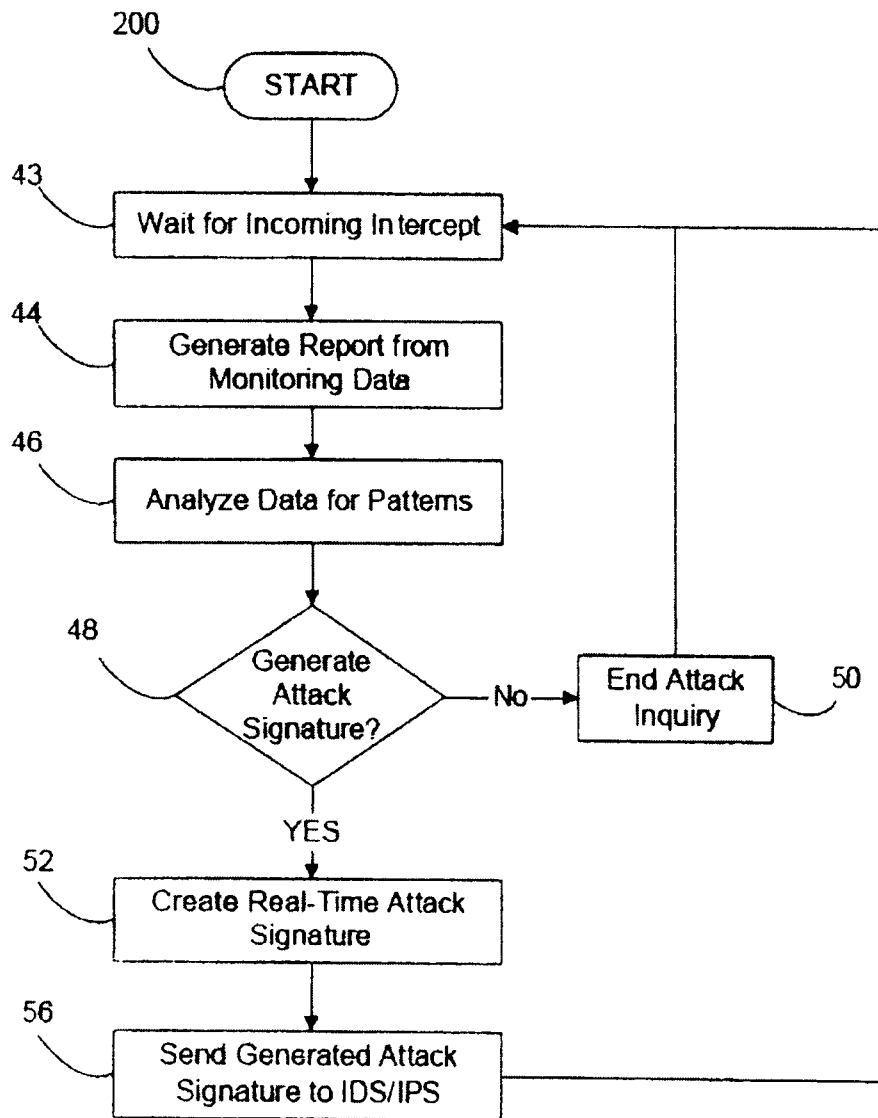 200
START
43
Wait for Incoming Intercept
44
Generate Report from
Monitoring Data
46
Analyze Data for Patterns
48
Generate
Attack
Signature?
No
End Attack
Inquiry
50
YES
52
Create Real-Time Attack
Signature
56
Send Generated Attack
Signature to IDS/IPS